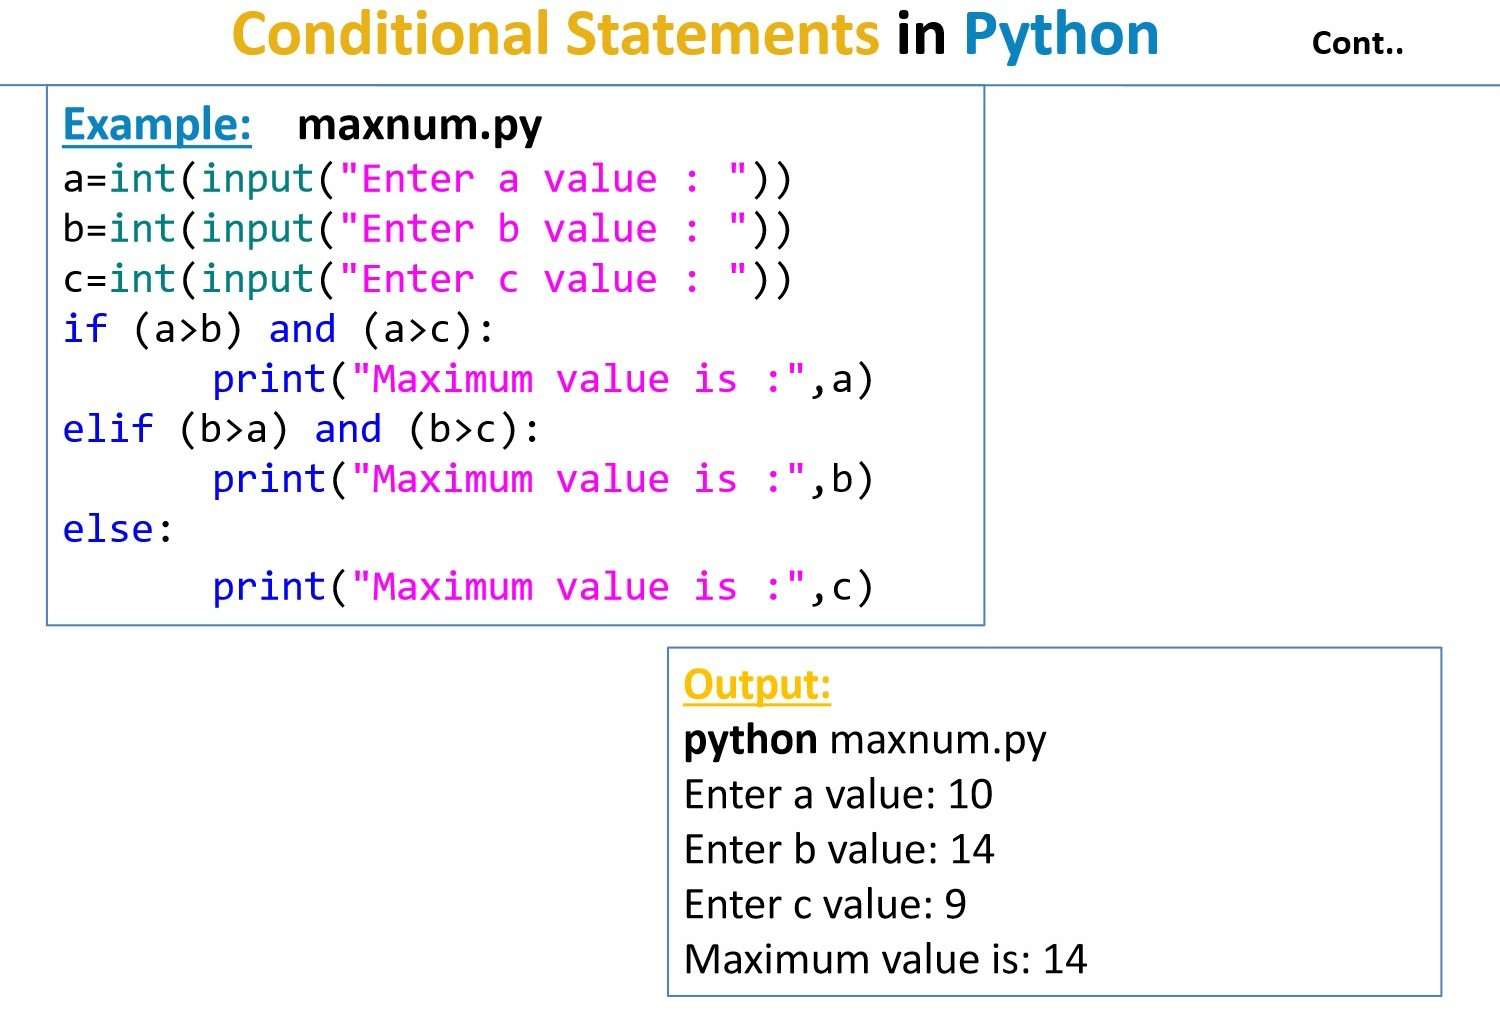 Conditional Statements in Python Cont..
Example: maxnum.py
a=int(input("Enter a value : "))
b=int(input("Enter b value : "))
c=int(input("Enter c value : "))
if (a>b) and (a>c):
        print("Maximum value is :",a)
elif (b>a) and (b>c):
        print("Maximum value is :",b)
else:
        print("Maximum value is :",c)
Output:
python maxnum.py
Enter a value: 10
Enter b value: 14
Enter c value: 9
Maximum value is: 14